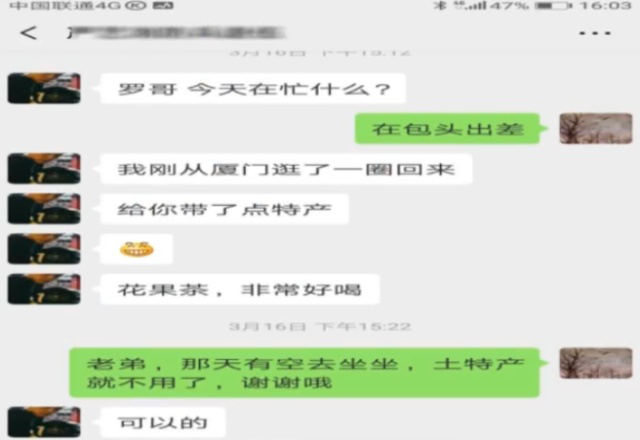 中国联通4G HD 47% 16:03
3月16日 下午15:12
罗哥 今天在忙什么?
在包头出差
我刚从厦门逛了一圈回来
给你带了点特产
花果茶，非常好喝
3月16日 下午15:22
老弟，那天有空去坐坐，土特产
就不用了，谢谢哦
可以的